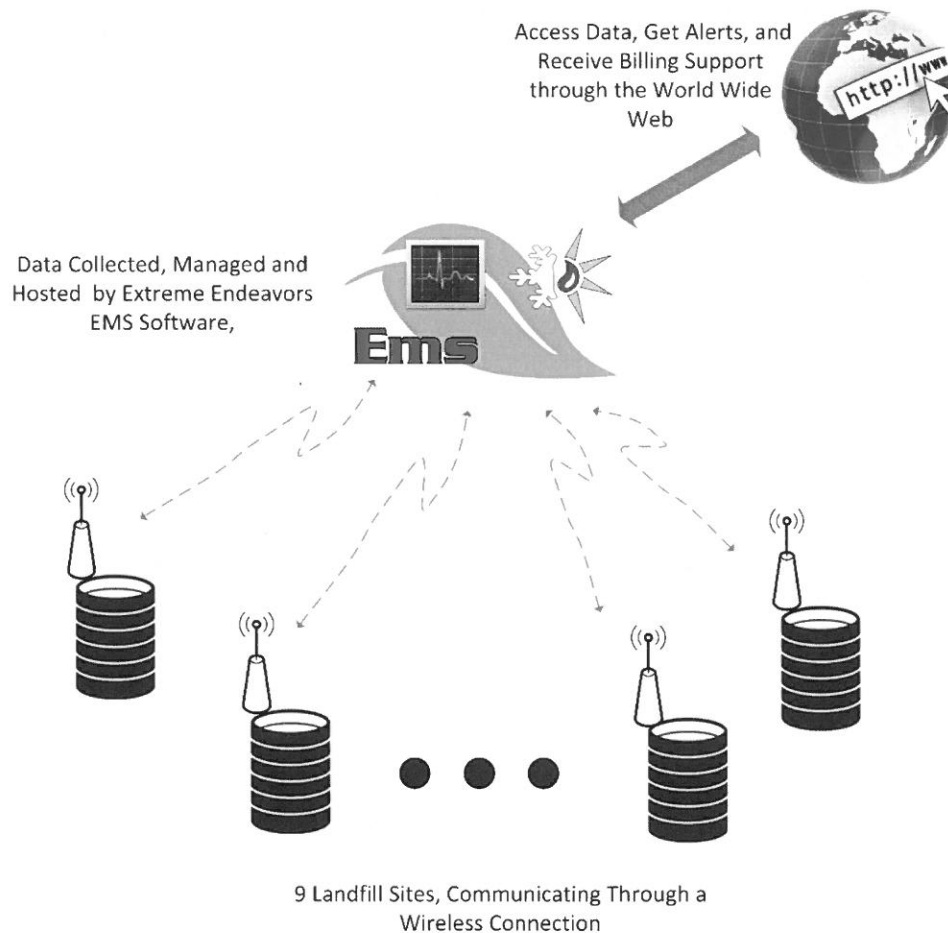 Access Data, Get Alerts, and
Receive Billing Support
through the World Wide
Web
http://www
Data Collected, Managed and
Hosted by Extreme Endeavors
EMS Software,
Ems
9 Landfill Sites, Communicating Through a
Wireless Connection